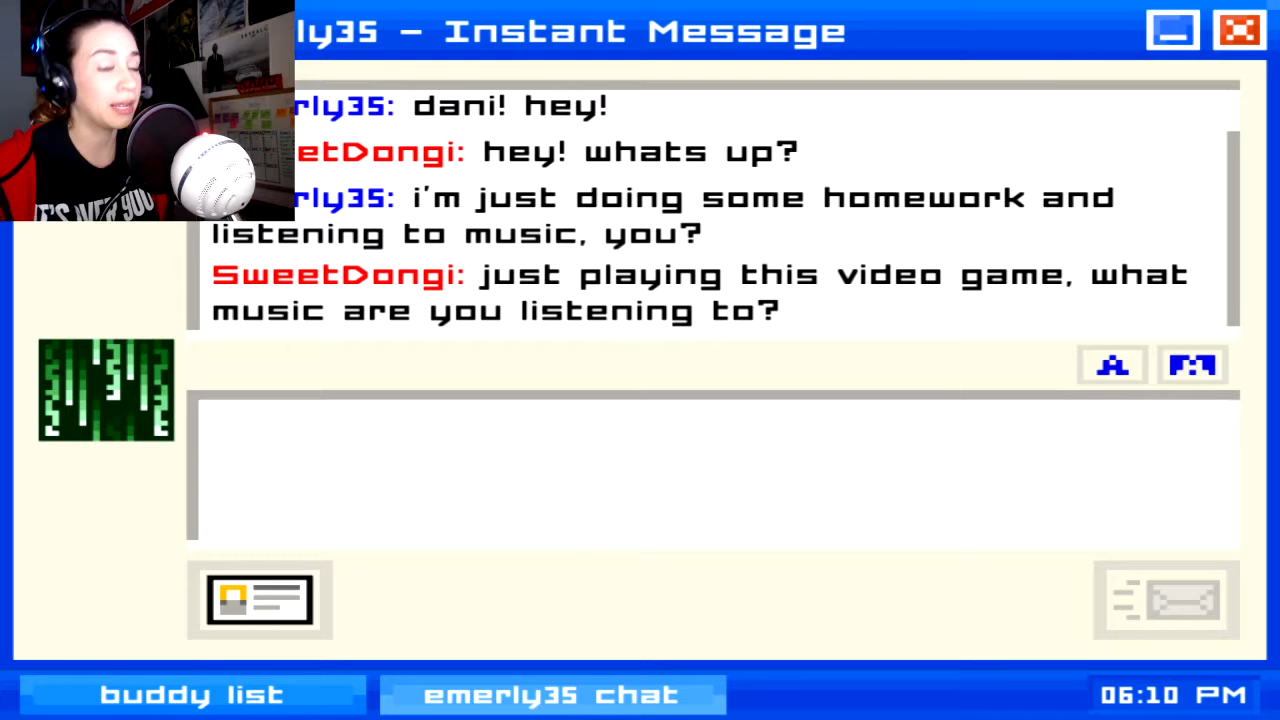 ly35 - Instant Message
rly35: dani! hey!
etDongi: hey! whats up?
rly35: i'm just doing some homework and
listening to music, you?
SweetDongi: just playing this video game, what
music are you listening to?
A
buddy list
emerly35 chat
06:10 PM